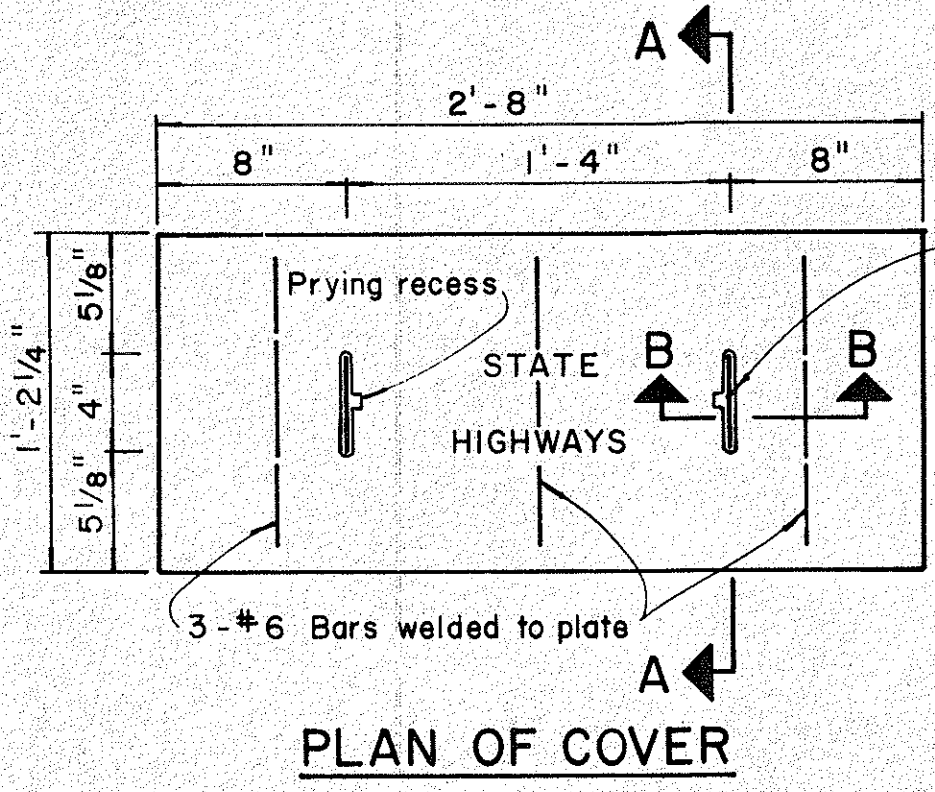 A
2'-8"
8" 1'-4" 8"
1'-2 1/4"
5 1/8"
4"
5 1/8"
Prying recess
STATE
HIGHWAYS
B B
3-#6 Bars welded to plate
A
PLAN OF COVER